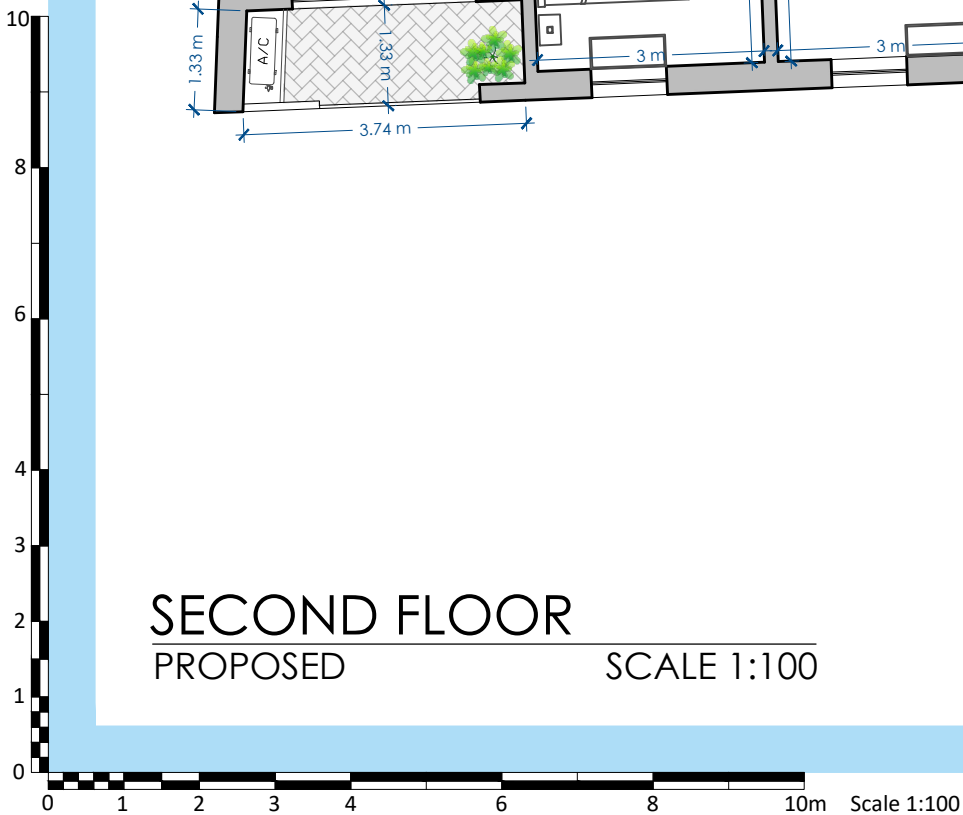 10
A/C
1.33 m
1.33 m
3 m
3 m
3.74 m
8
6
4
3
2
SECOND FLOOR
PROPOSED SCALE 1:100
1
0
0 1 2 3 4 6 8 10m Scale 1:100